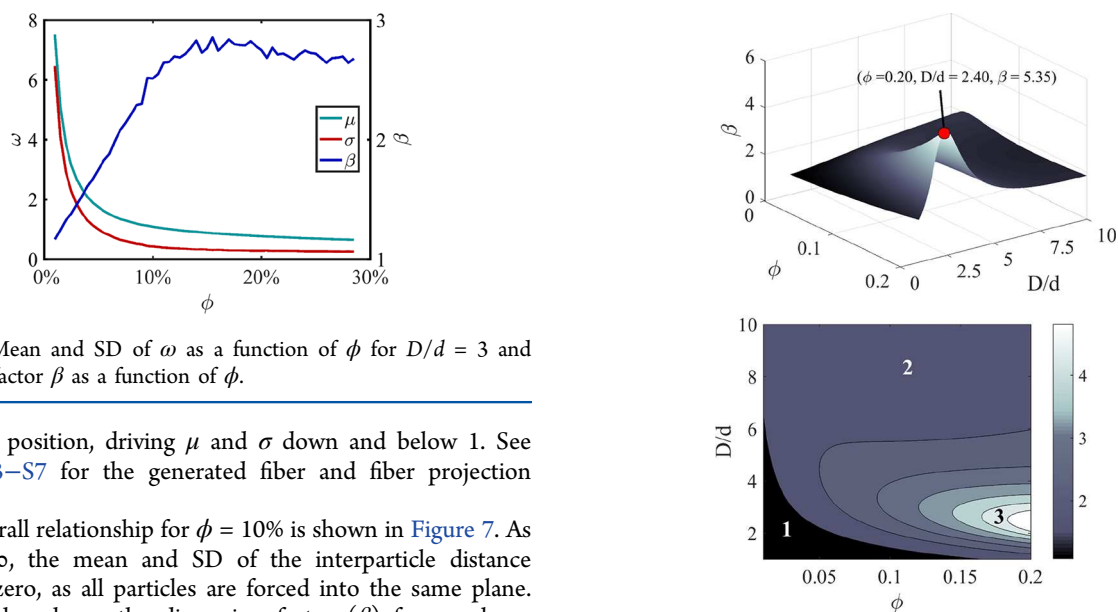 8
6
4
2
0
ω
3
2
1
β
μ
σ
β
0%
10%
20%
30%
ϕ
Mean and SD of ω as a function of ϕ for D/d = 3 and
factor β as a function of ϕ.
position, driving μ and σ down and below 1. See
−S7 for the generated fiber and fiber projection
relationship for ϕ = 10% is shown in Figure 7. As
, the mean and SD of the interparticle distance
zero, as all particles are forced into the same plane.
6
4
2
0
β
(ϕ =0.20, D/d = 2.40, β = 5.35)
0
0.1
0.2
ϕ
0
2.5
5
7.5
10
D/d
10
8
6
4
2
D/d
2
1
3
4
3
2
0.05
0.1
0.15
0.2
ϕ